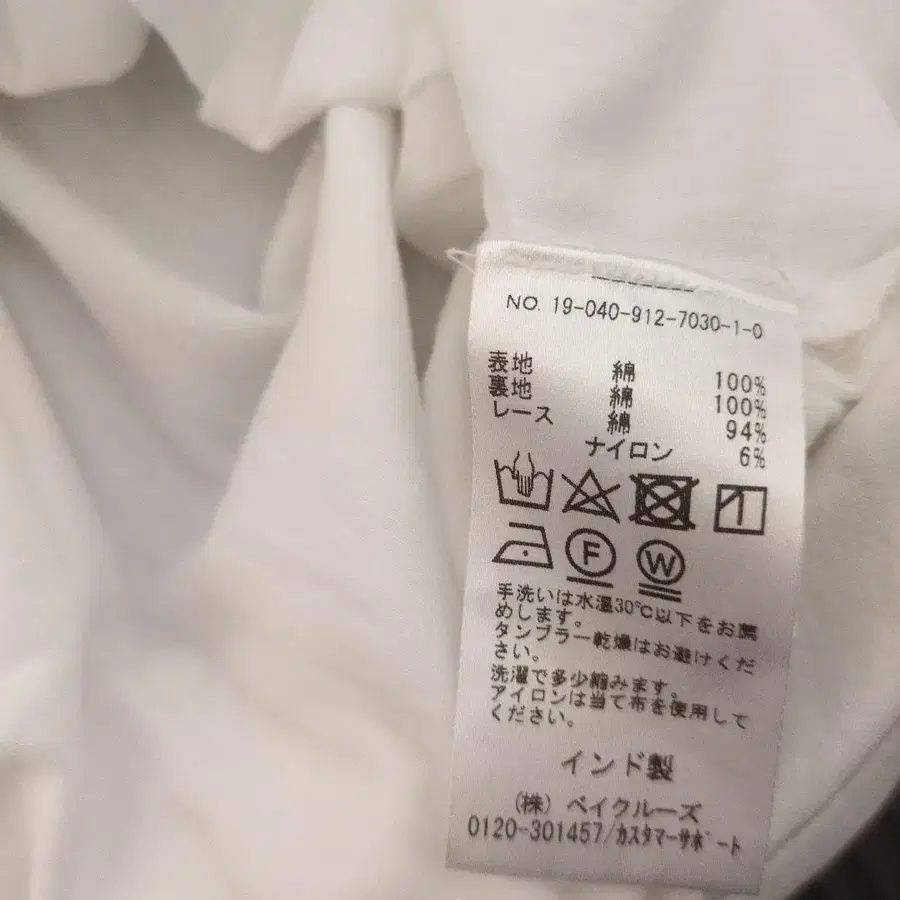 NO. 19-040-912-7030-1-0
表地 綿 100%
裏地 綿 100%
レース 綿 94%
ナイロン 6%
F W
手洗いは水温30℃以下をお薦
めします。
タンブラー乾燥はお避けくだ
さい。
洗濯で多少縮みます。
アイロンは当て布を使用して
ください。
インド製
(株) ベイクルーズ
0120-301457/カスタマーサポート